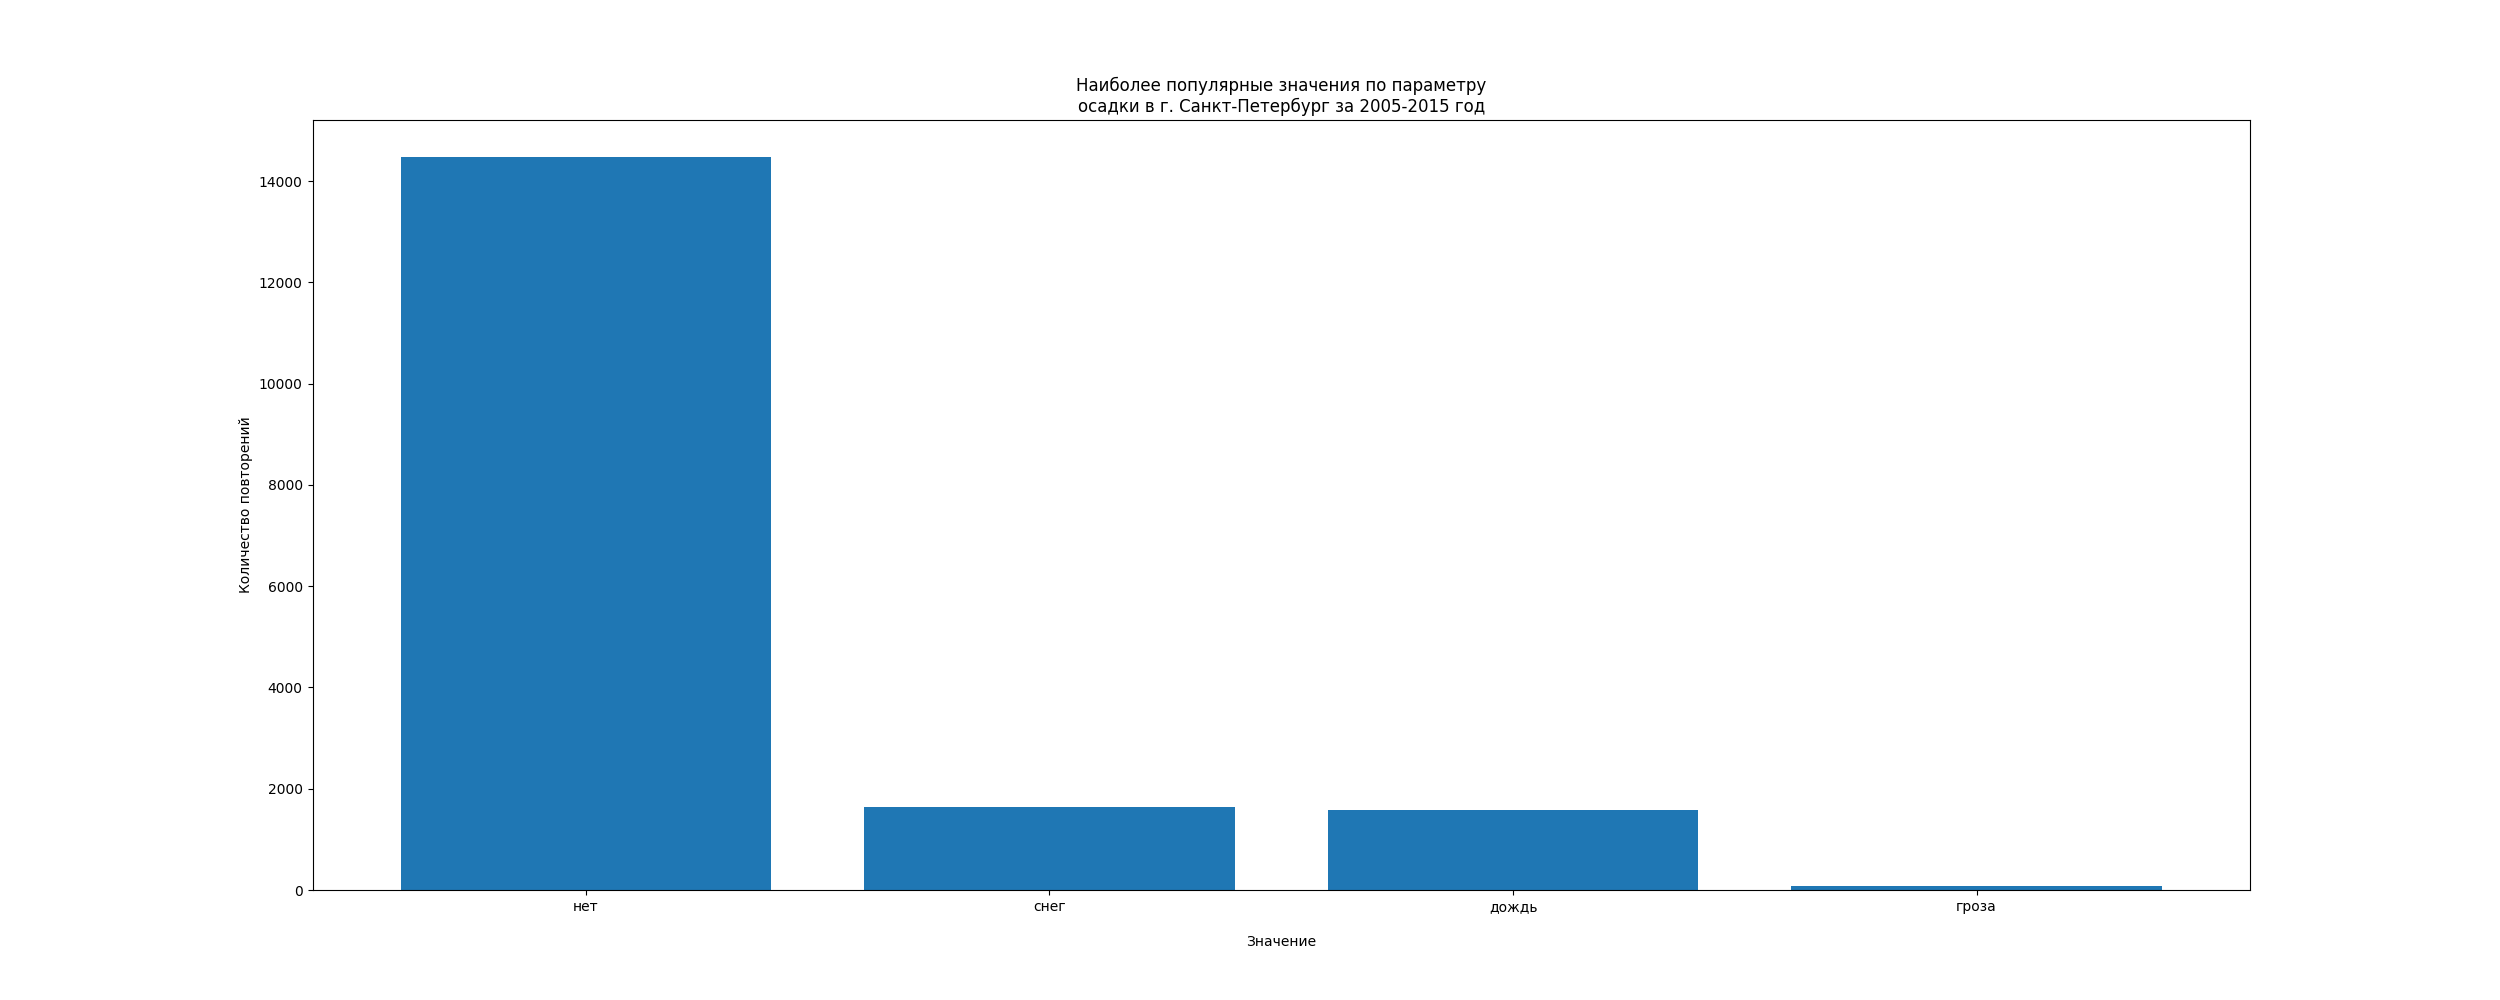 Наиболее популярные значения по параметру
осадки в г. Санкт-Петербург за 2005-2015 год
Количество повторений
14000
12000
10000
8000
6000
4000
2000
0
нет
снег
дождь
гроза
Значение